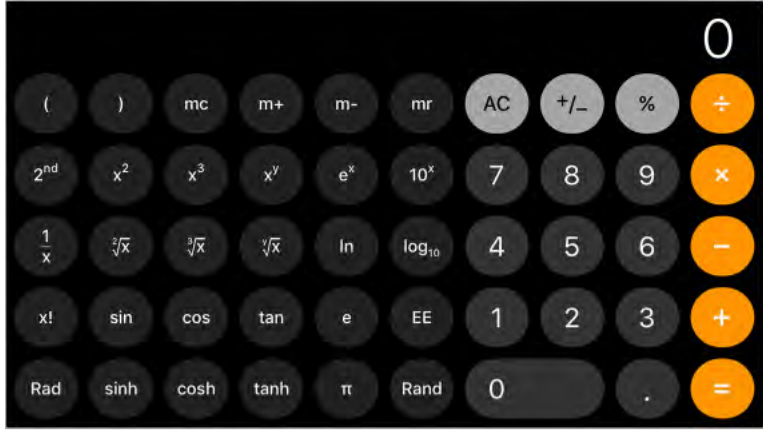 0
( ) mc m+ m- mr AC +/_ % ÷
2ⁿᵈ x² x³ xʸ eˣ 10ˣ 7 8 9 ×
1/x ²√x ³√x ʸ√x ln log₁₀ 4 5 6 −
x! sin cos tan e EE 1 2 3 +
Rad sinh cosh tanh π Rand 0 . =